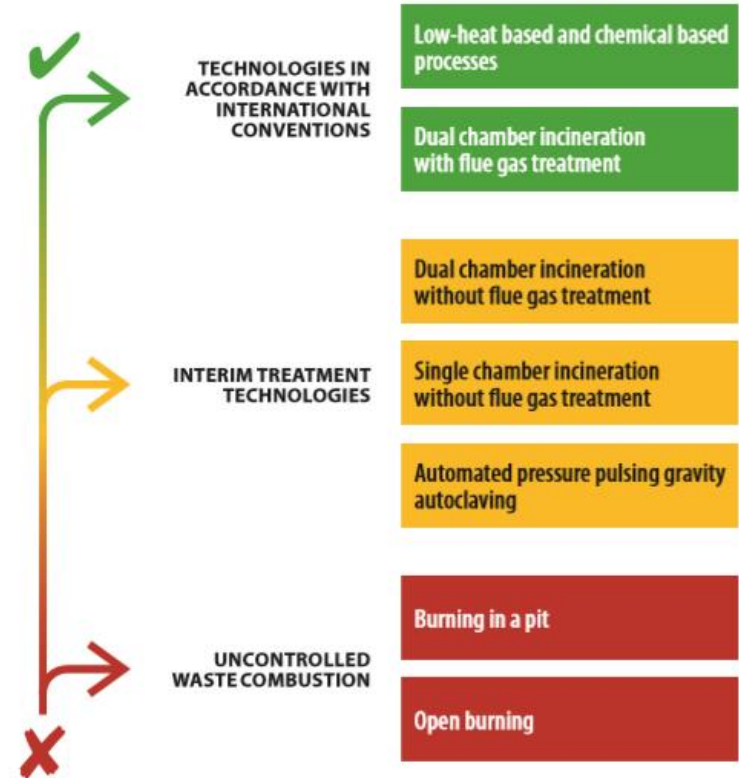 TECHNOLOGIES IN
ACCORDANCE WITH
INTERNATIONAL
CONVENTIONS
Low-heat based and chemical based
processes
Dual chamber incineration
with flue gas treatment
INTERIM TREATMENT
TECHNOLOGIES
Dual chamber incineration
without flue gas treatment
Single chamber incineration
without flue gas treatment
Automated pressure pulsing gravity
autoclaving
UNCONTROLLED
WASTE COMBUSTION
Burning in a pit
Open burning